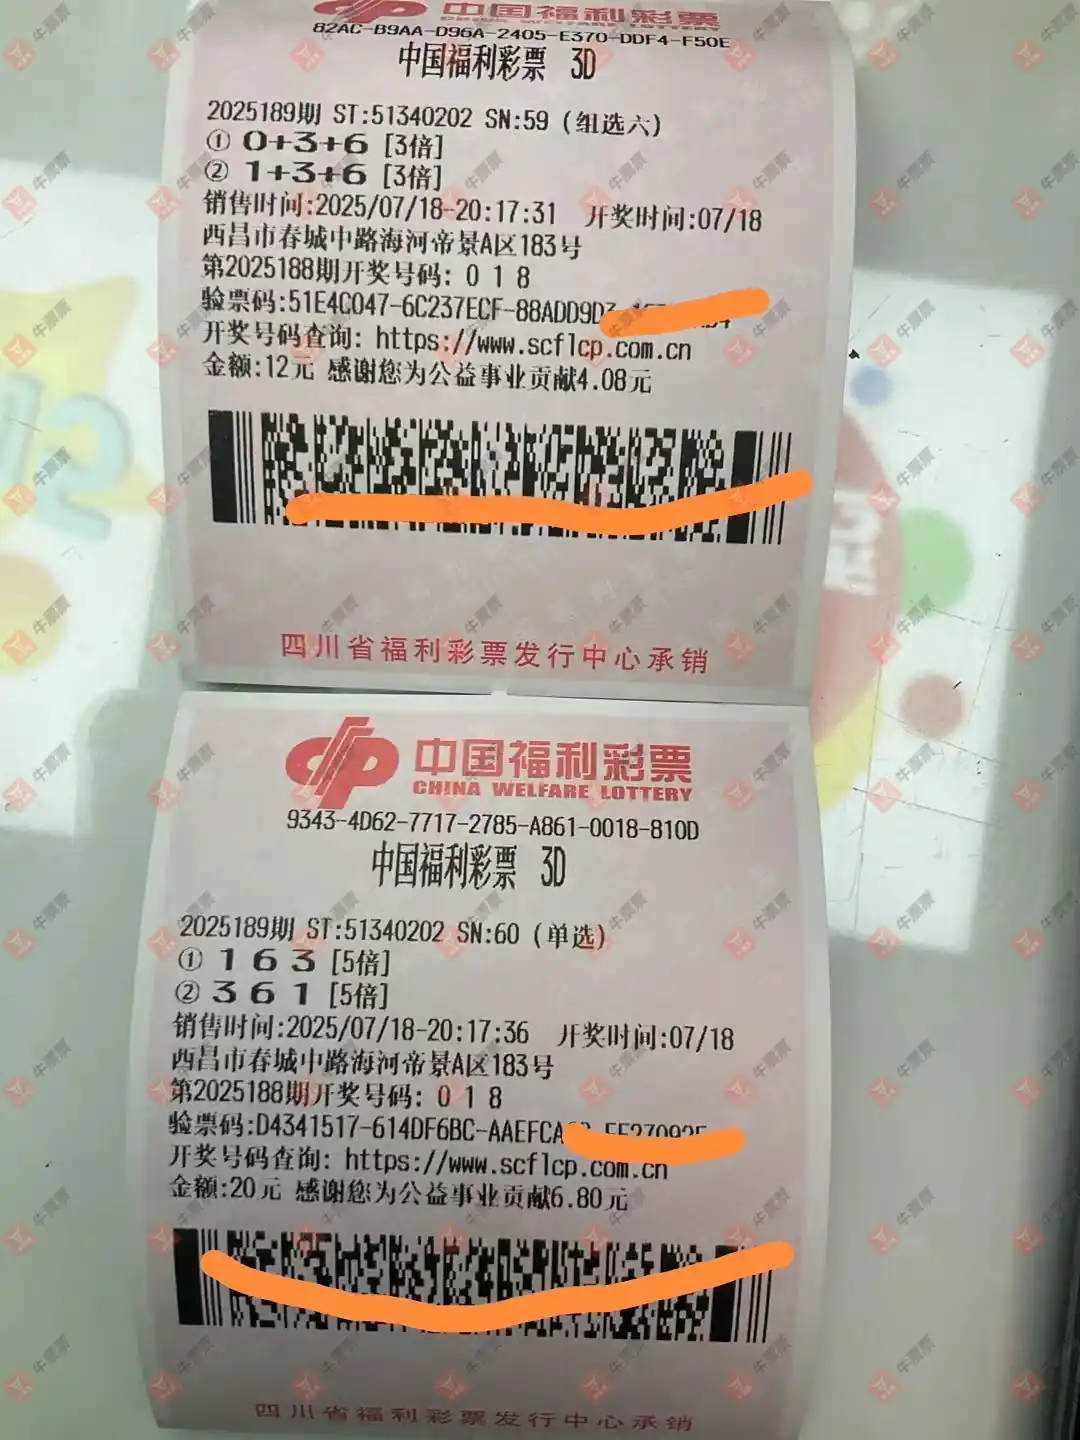 中国福利彩票
82AC-B9AA-D96A-2405-E370-DDF4-F50E
中国福利彩票 3D
2025189期 ST:51340202 SN:59 (组选六)
① 0+3+6 [3倍]
② 1+3+6 [3倍]
销售时间:2025/07/18-20:17:31 开奖时间:07/18
西昌市春城中路海河帝景A区183号
第2025188期开奖号码: 0 1 8
验票码:51E4C047-6C237ECF-88ADD9D
开奖号码查询: https://www.scflcp.com.cn
金额:12元 感谢您为公益事业贡献4.08元
四川省福利彩票发行中心承销
中国福利彩票
CHINA WELFARE LOTTERY
9343-4D62-7717-2785-A861-0018-810D
中国福利彩票 3D
2025189期 ST:51340202 SN:60 (单选)
① 1 6 3 [5倍]
② 3 6 1 [5倍]
销售时间:2025/07/18-20:17:36 开奖时间:07/18
西昌市春城中路海河帝景A区183号
第2025188期开奖号码: 0 1 8
验票码:D4341517-614DF6BC-AAEFCA
开奖号码查询: https://www.scflcp.com.cn
金额:20元 感谢您为公益事业贡献6.80元
四川省福利彩票发行中心承销
牛票票